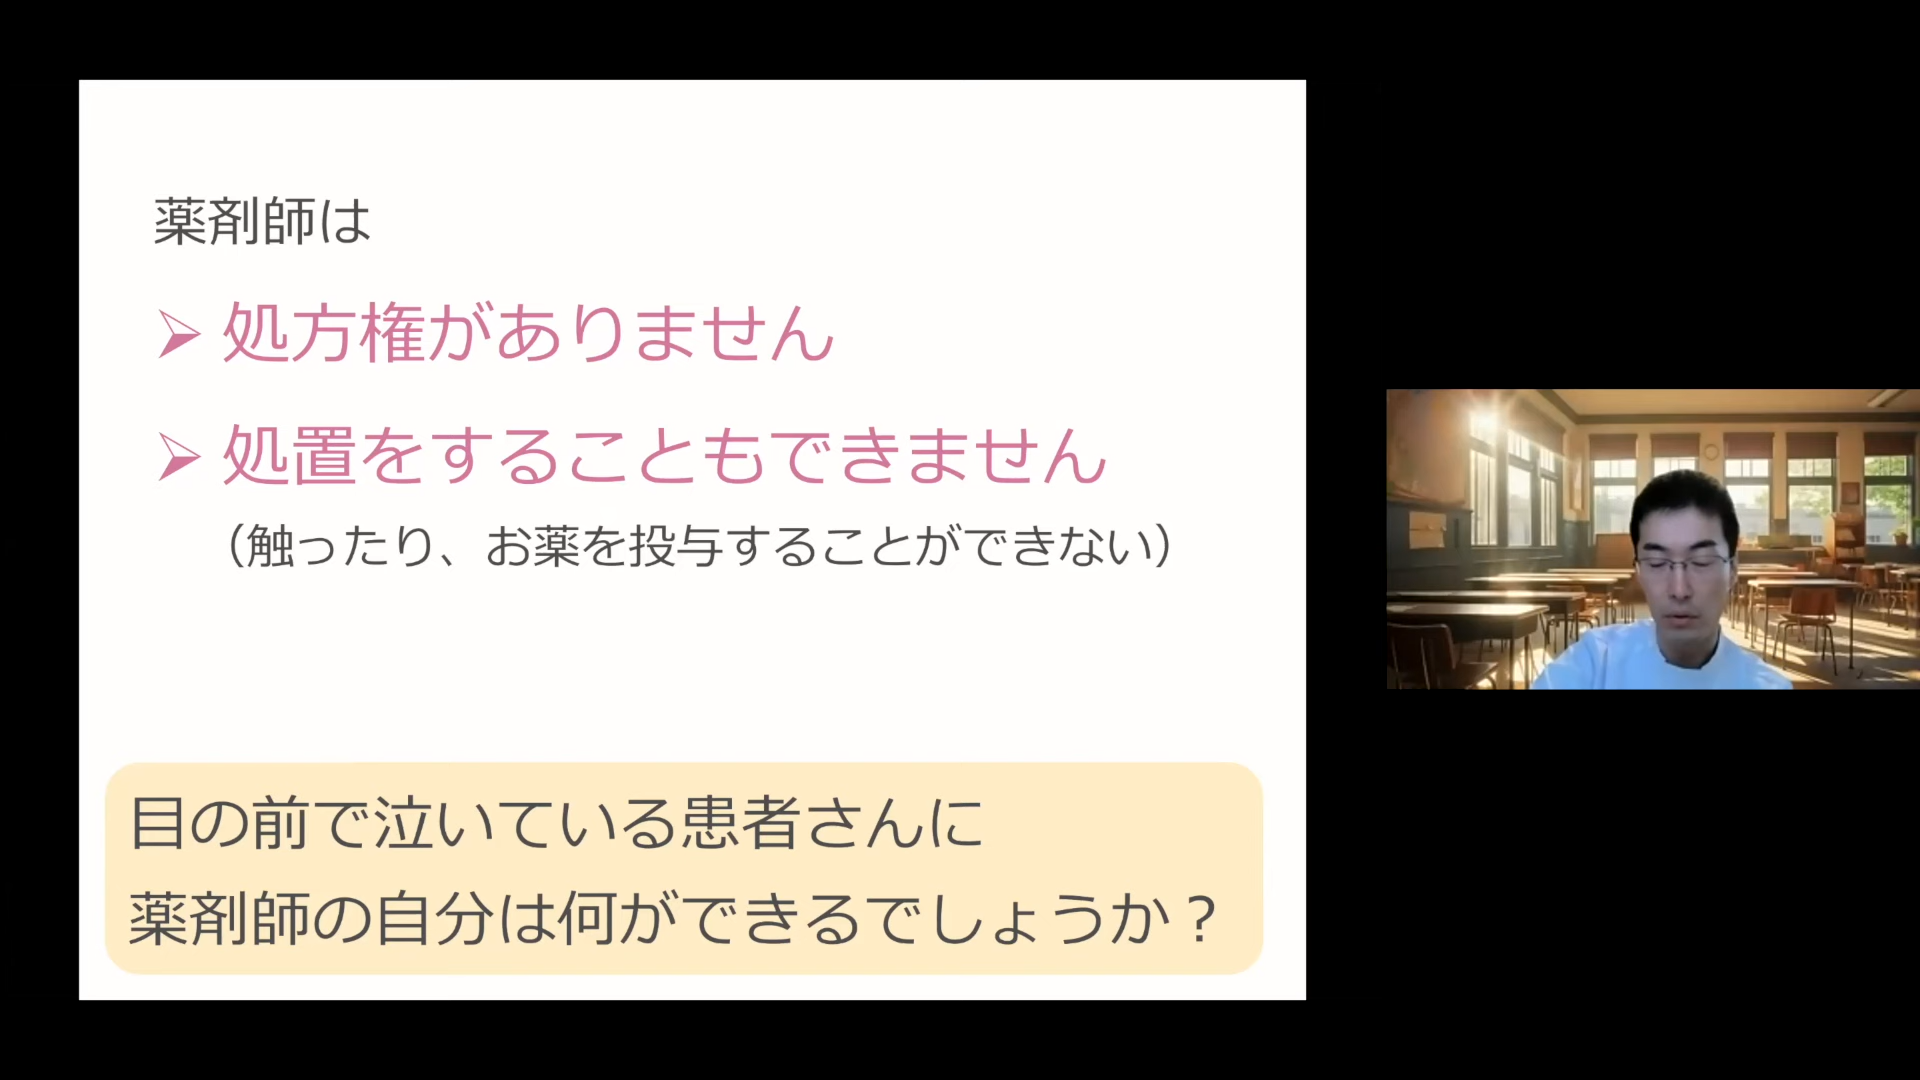 薬剤師は
➢ 処方権がありません
➢ 処置をすることもできません
（触ったり、お薬を投与することができない）
目の前で泣いている患者さんに
薬剤師の自分は何ができるでしょうか？